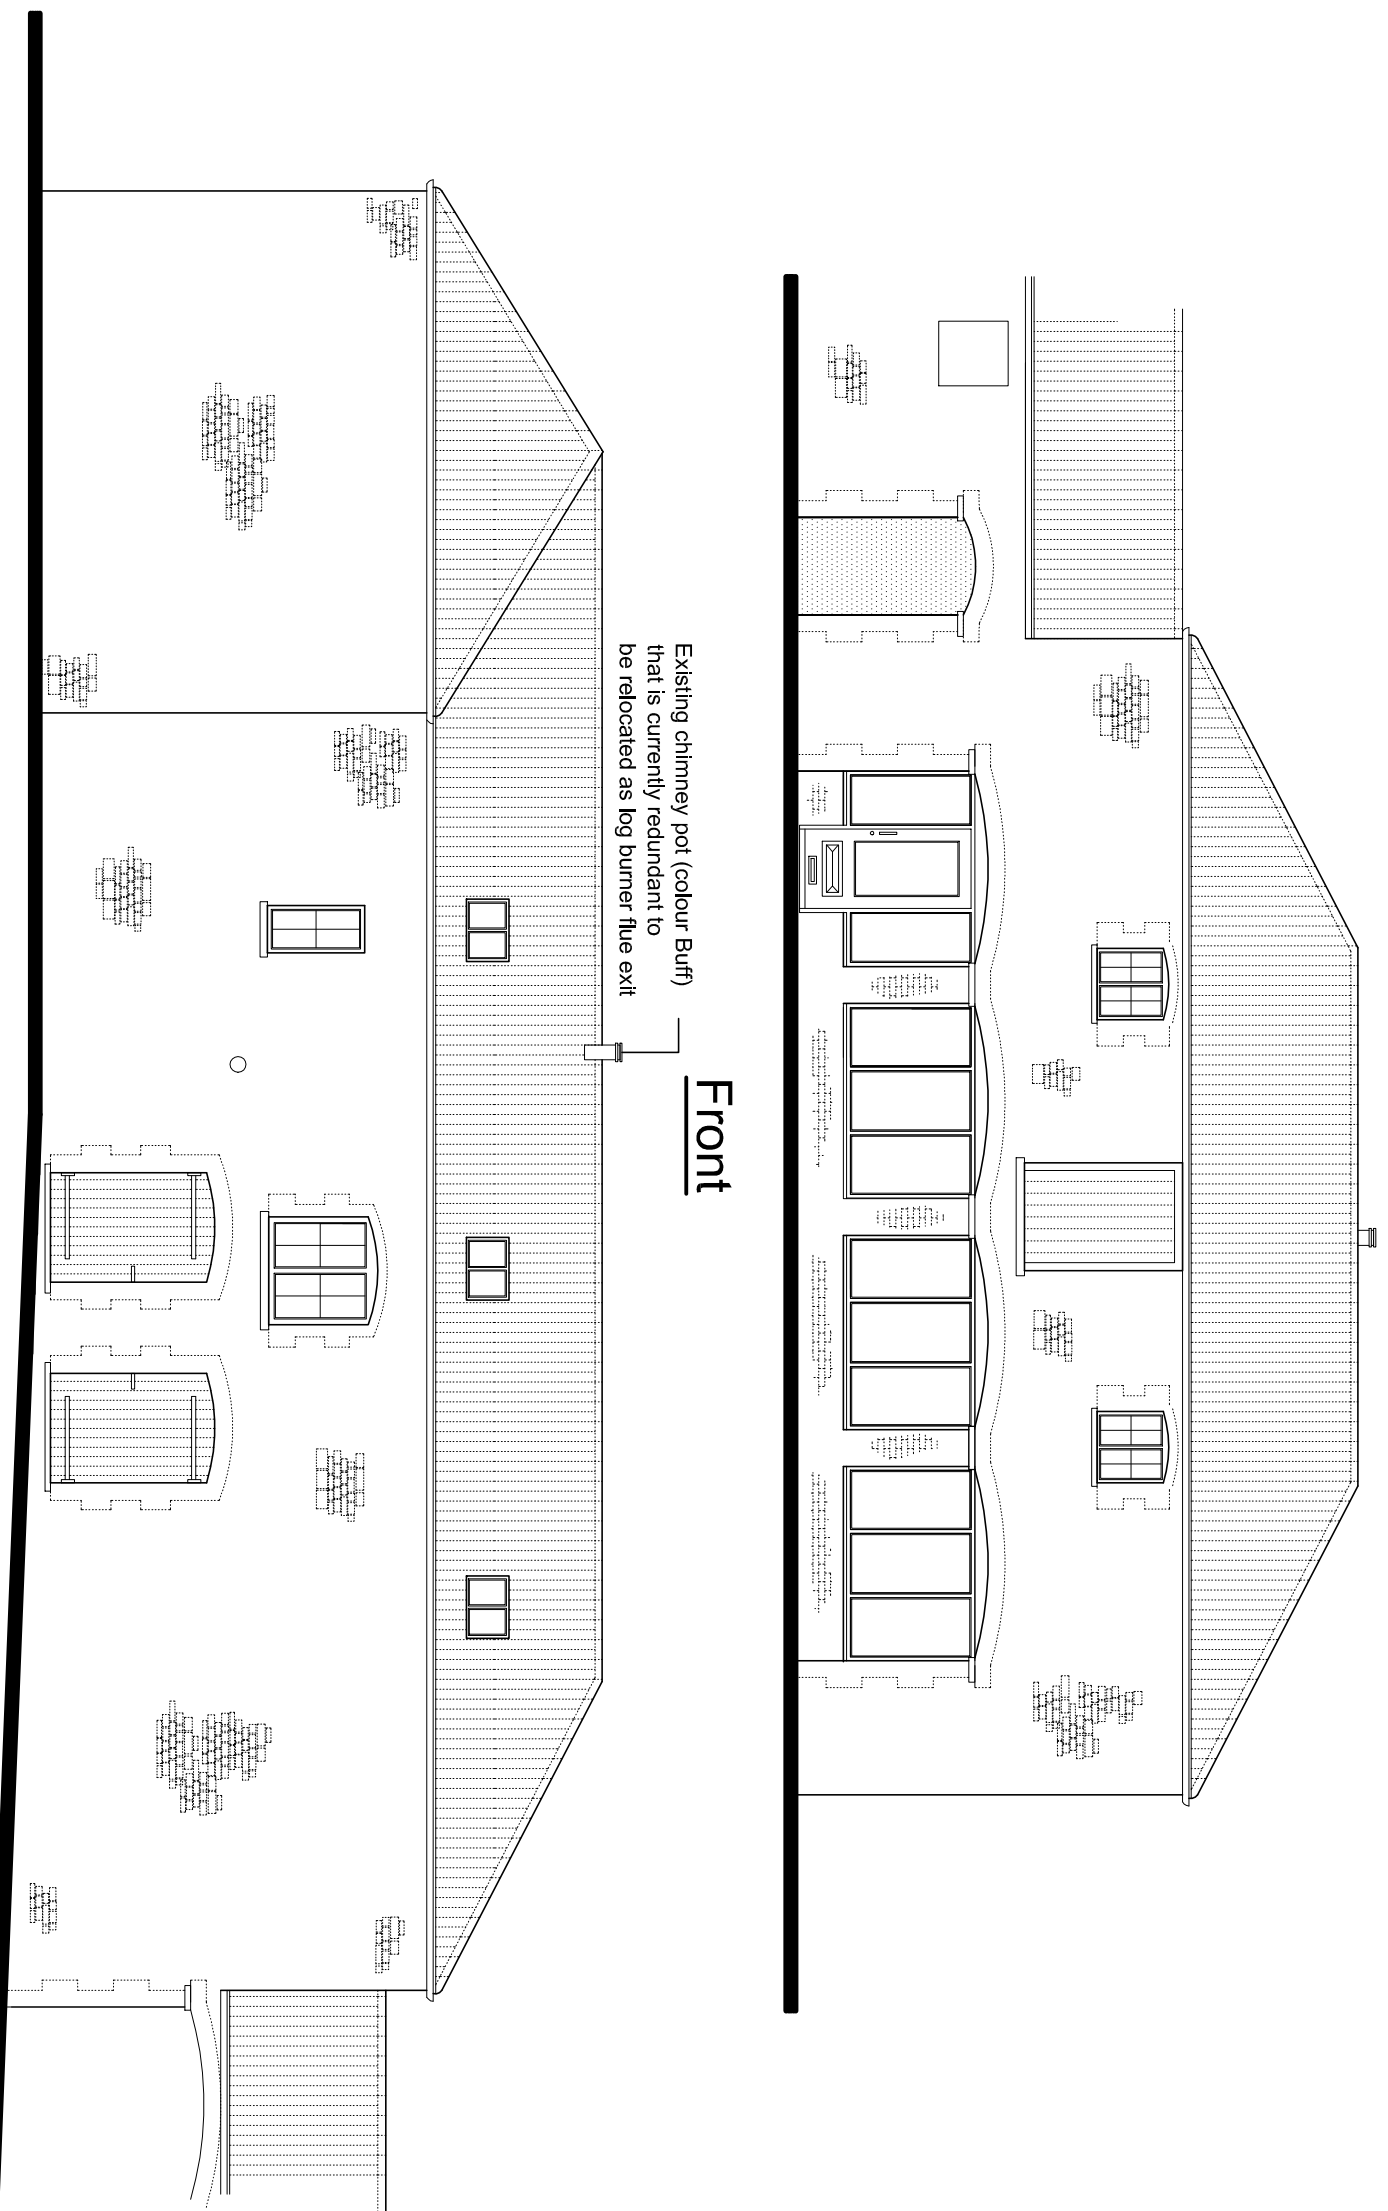 Front
Existing chimney pot (colour Buff)
that is currently redundant to
be relocated as log burner flue exit